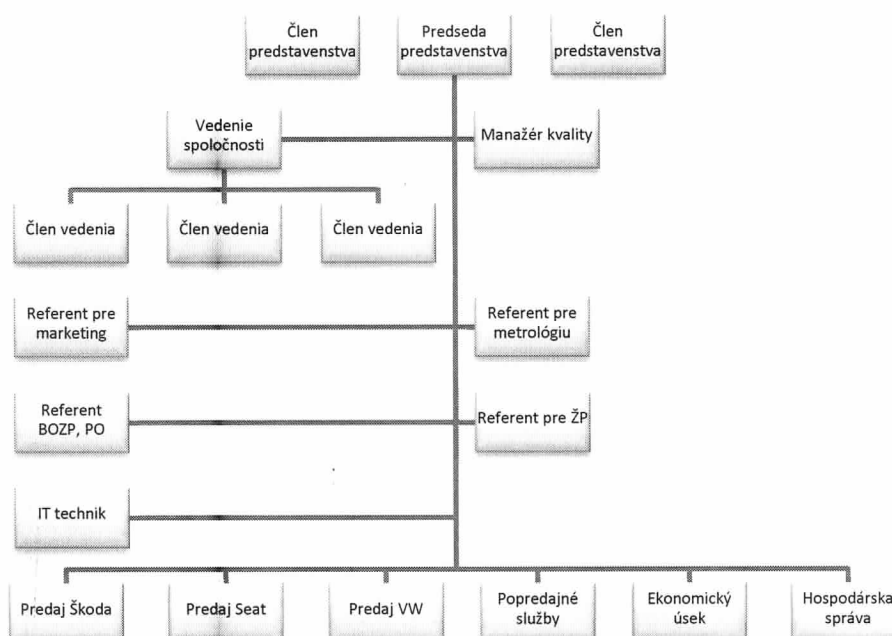 Člen
predstavenstva
Predseda
predstavenstva
Člen
predstavenstva
Vedenie
spoločnosti
Manažér kvality
Člen vedenia
Člen vedenia
Člen vedenia
Referent pre
marketing
Referent pre
metrológiu
Referent
BOZP, PO
Referent pre ŽP
IT technik
Predaj Škoda
Predaj Seat
Predaj VW
Popredajné
služby
Ekonomický
úsek
Hospodárska
správa